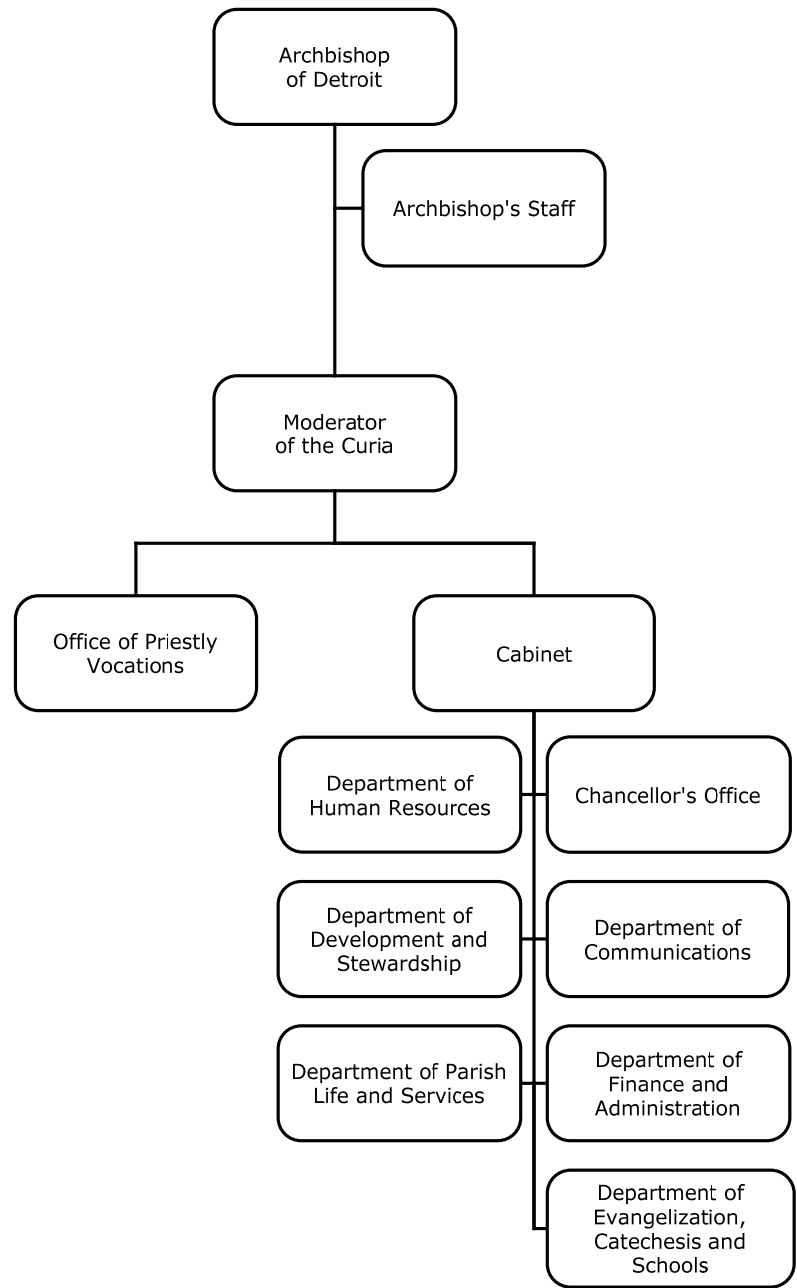 Archbishop
of Detroit
Archbishop's Staff
Moderator
of the Curia
Office of Priestly
Vocations
Cabinet
Department of
Human Resources
Chancellor's Office
Department of
Development and
Stewardship
Department of
Communications
Department of Parish
Life and Services
Department of
Finance and
Administration
Department of
Evangelization,
Catechesis and
Schools